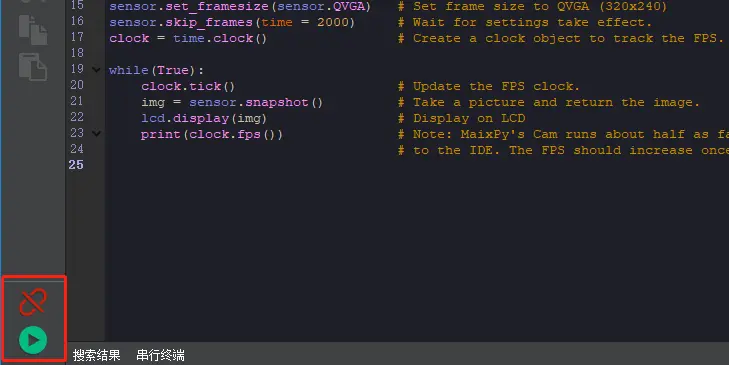 15 sensor.set_framesize(sensor.QVGA) # Set frame size to QVGA (320x240)
16 sensor.skip_frames(time = 2000) # Wait for settings take effect.
17 clock = time.clock() # Create a clock object to track the FPS.
18
19 while(True):
20 clock.tick() # Update the FPS clock.
21 img = sensor.snapshot() # Take a picture and return the image.
22 lcd.display(img) # Display on LCD
23 print(clock.fps()) # Note: MaixPy's Cam runs about half as fa
24 # to the IDE. The FPS should increase once
25
搜索结果 串行终端